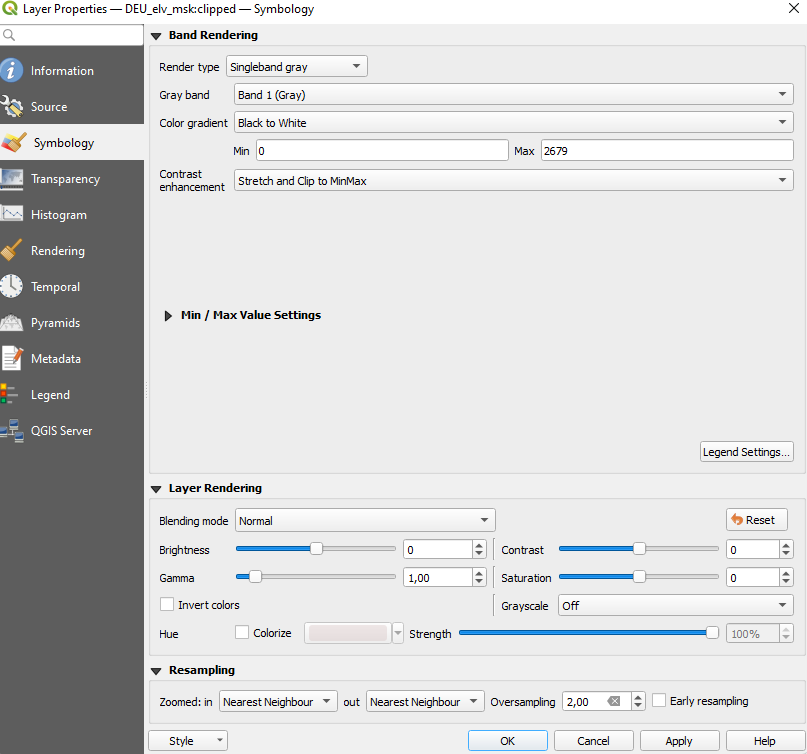 Layer Properties — DEU_elv_msk:clipped — Symbology
Information
Source
Symbology
Transparency
Histogram
Rendering
Temporal
Pyramids
Metadata
Legend
QGIS Server
Band Rendering
Render type Singleband gray
Gray band Band 1 (Gray)
Color gradient Black to White
Min 0 Max 2679
Contrast
enhancement Stretch and Clip to MinMax
Min / Max Value Settings
Legend Settings...
Layer Rendering
Blending mode Normal Reset
Brightness 0 Contrast 0
Gamma 1,00 Saturation 0
Invert colors Grayscale Off
Hue Colorize Strength 100%
Resampling
Zoomed: in Nearest Neighbour out Nearest Neighbour Oversampling 2,00 Early resampling
Style OK Cancel Apply Help